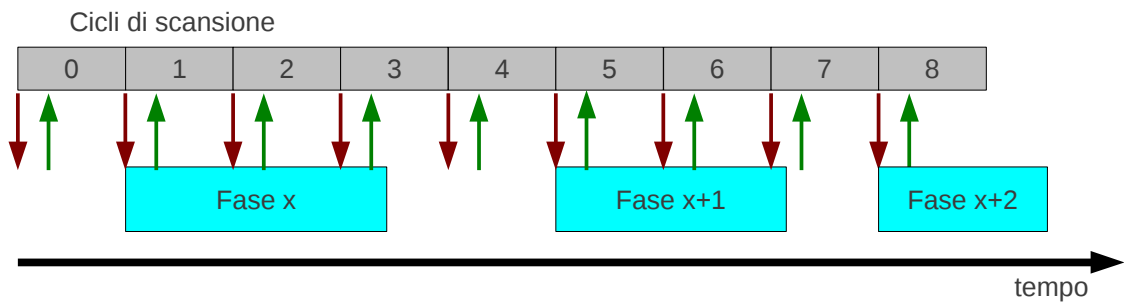 Cicli di scansione
0 1 2 3 4 5 6 7 8
Fase x Fase x+1 Fase x+2
tempo